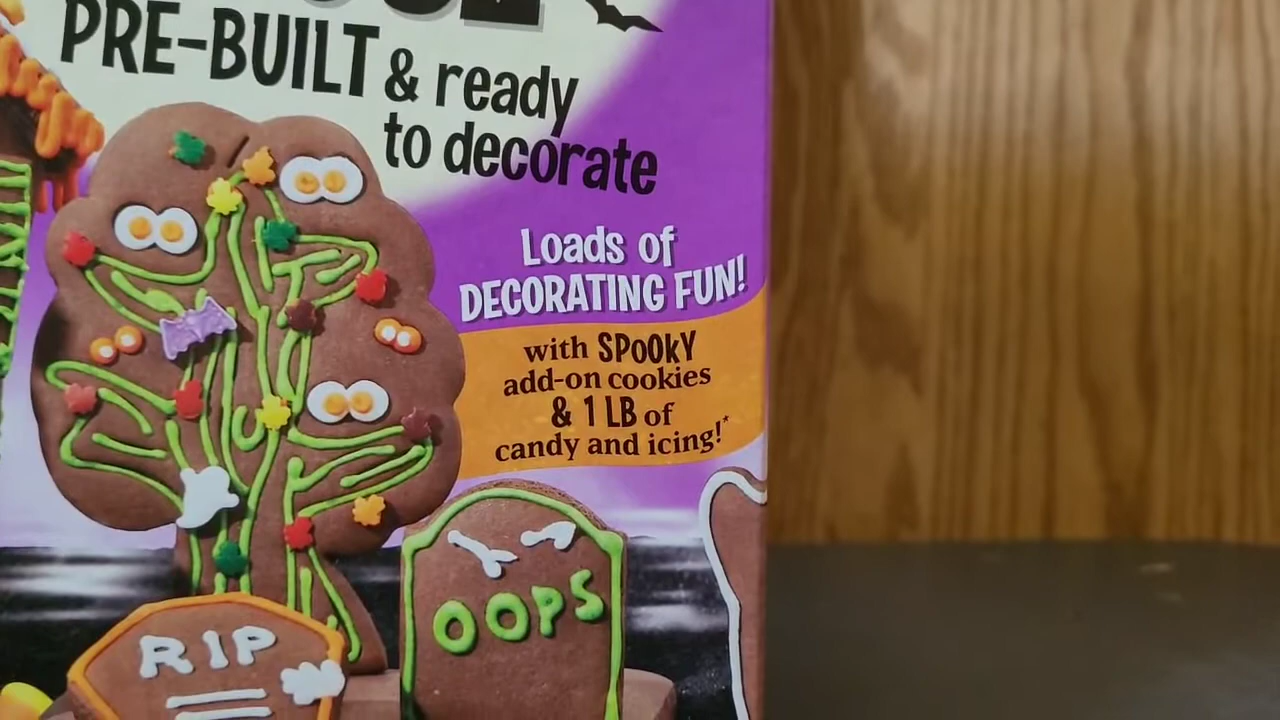 PRE-BUILT & ready
to decorate
Loads of
DECORATING FUN!
with SPOOKY
add-on cookies
& 1 LB of
candy and icing!*
OOPS
RIP